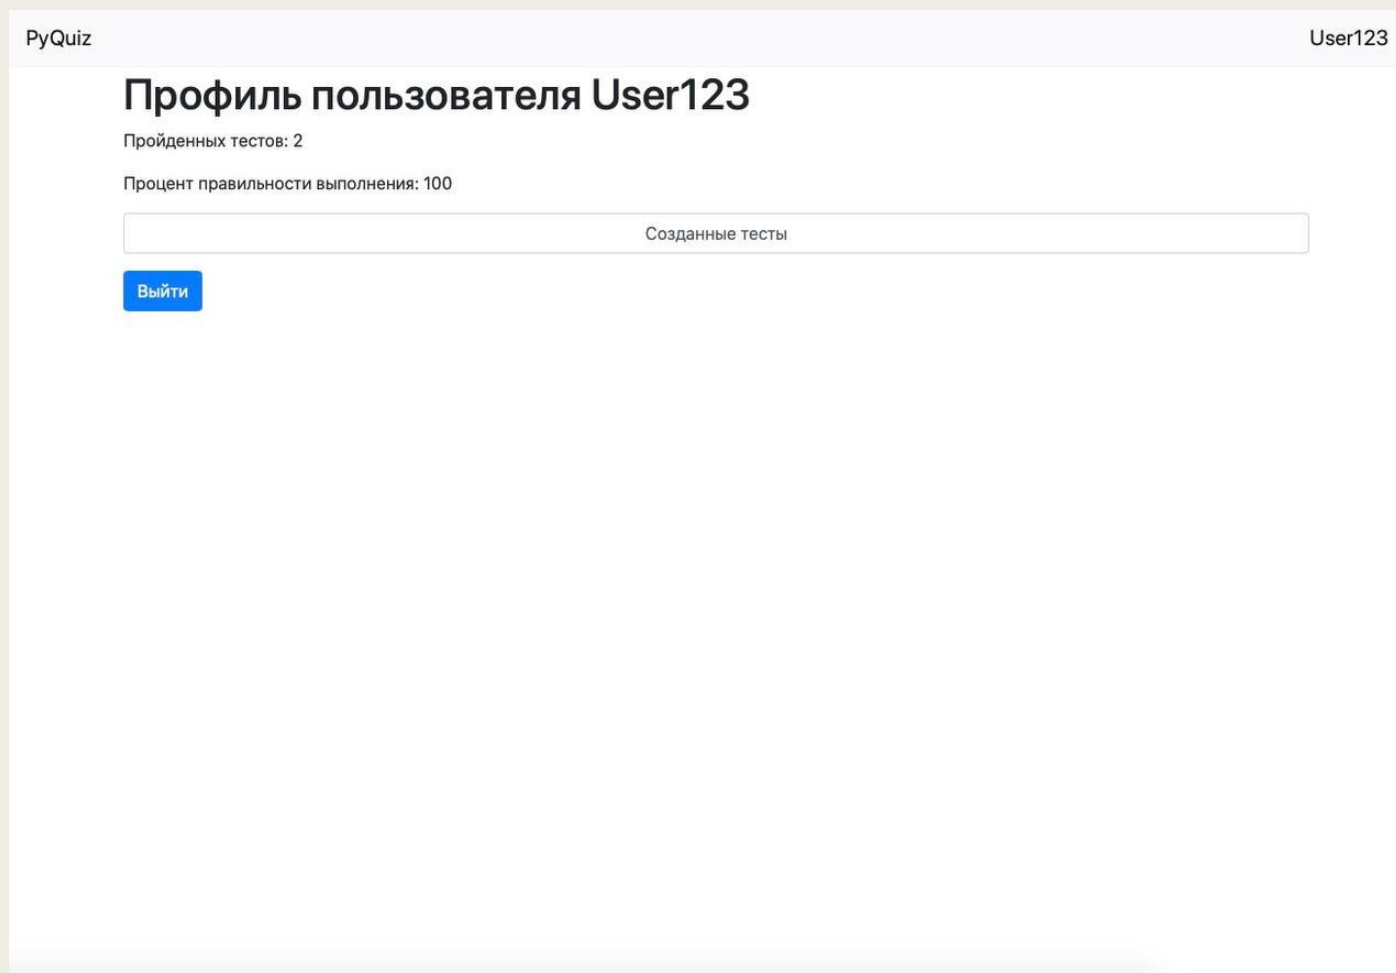 PyQuiz
User123
Профиль пользователя User123
Пройденных тестов: 2
Процент правильности выполнения: 100
Созданные тесты
Выйти